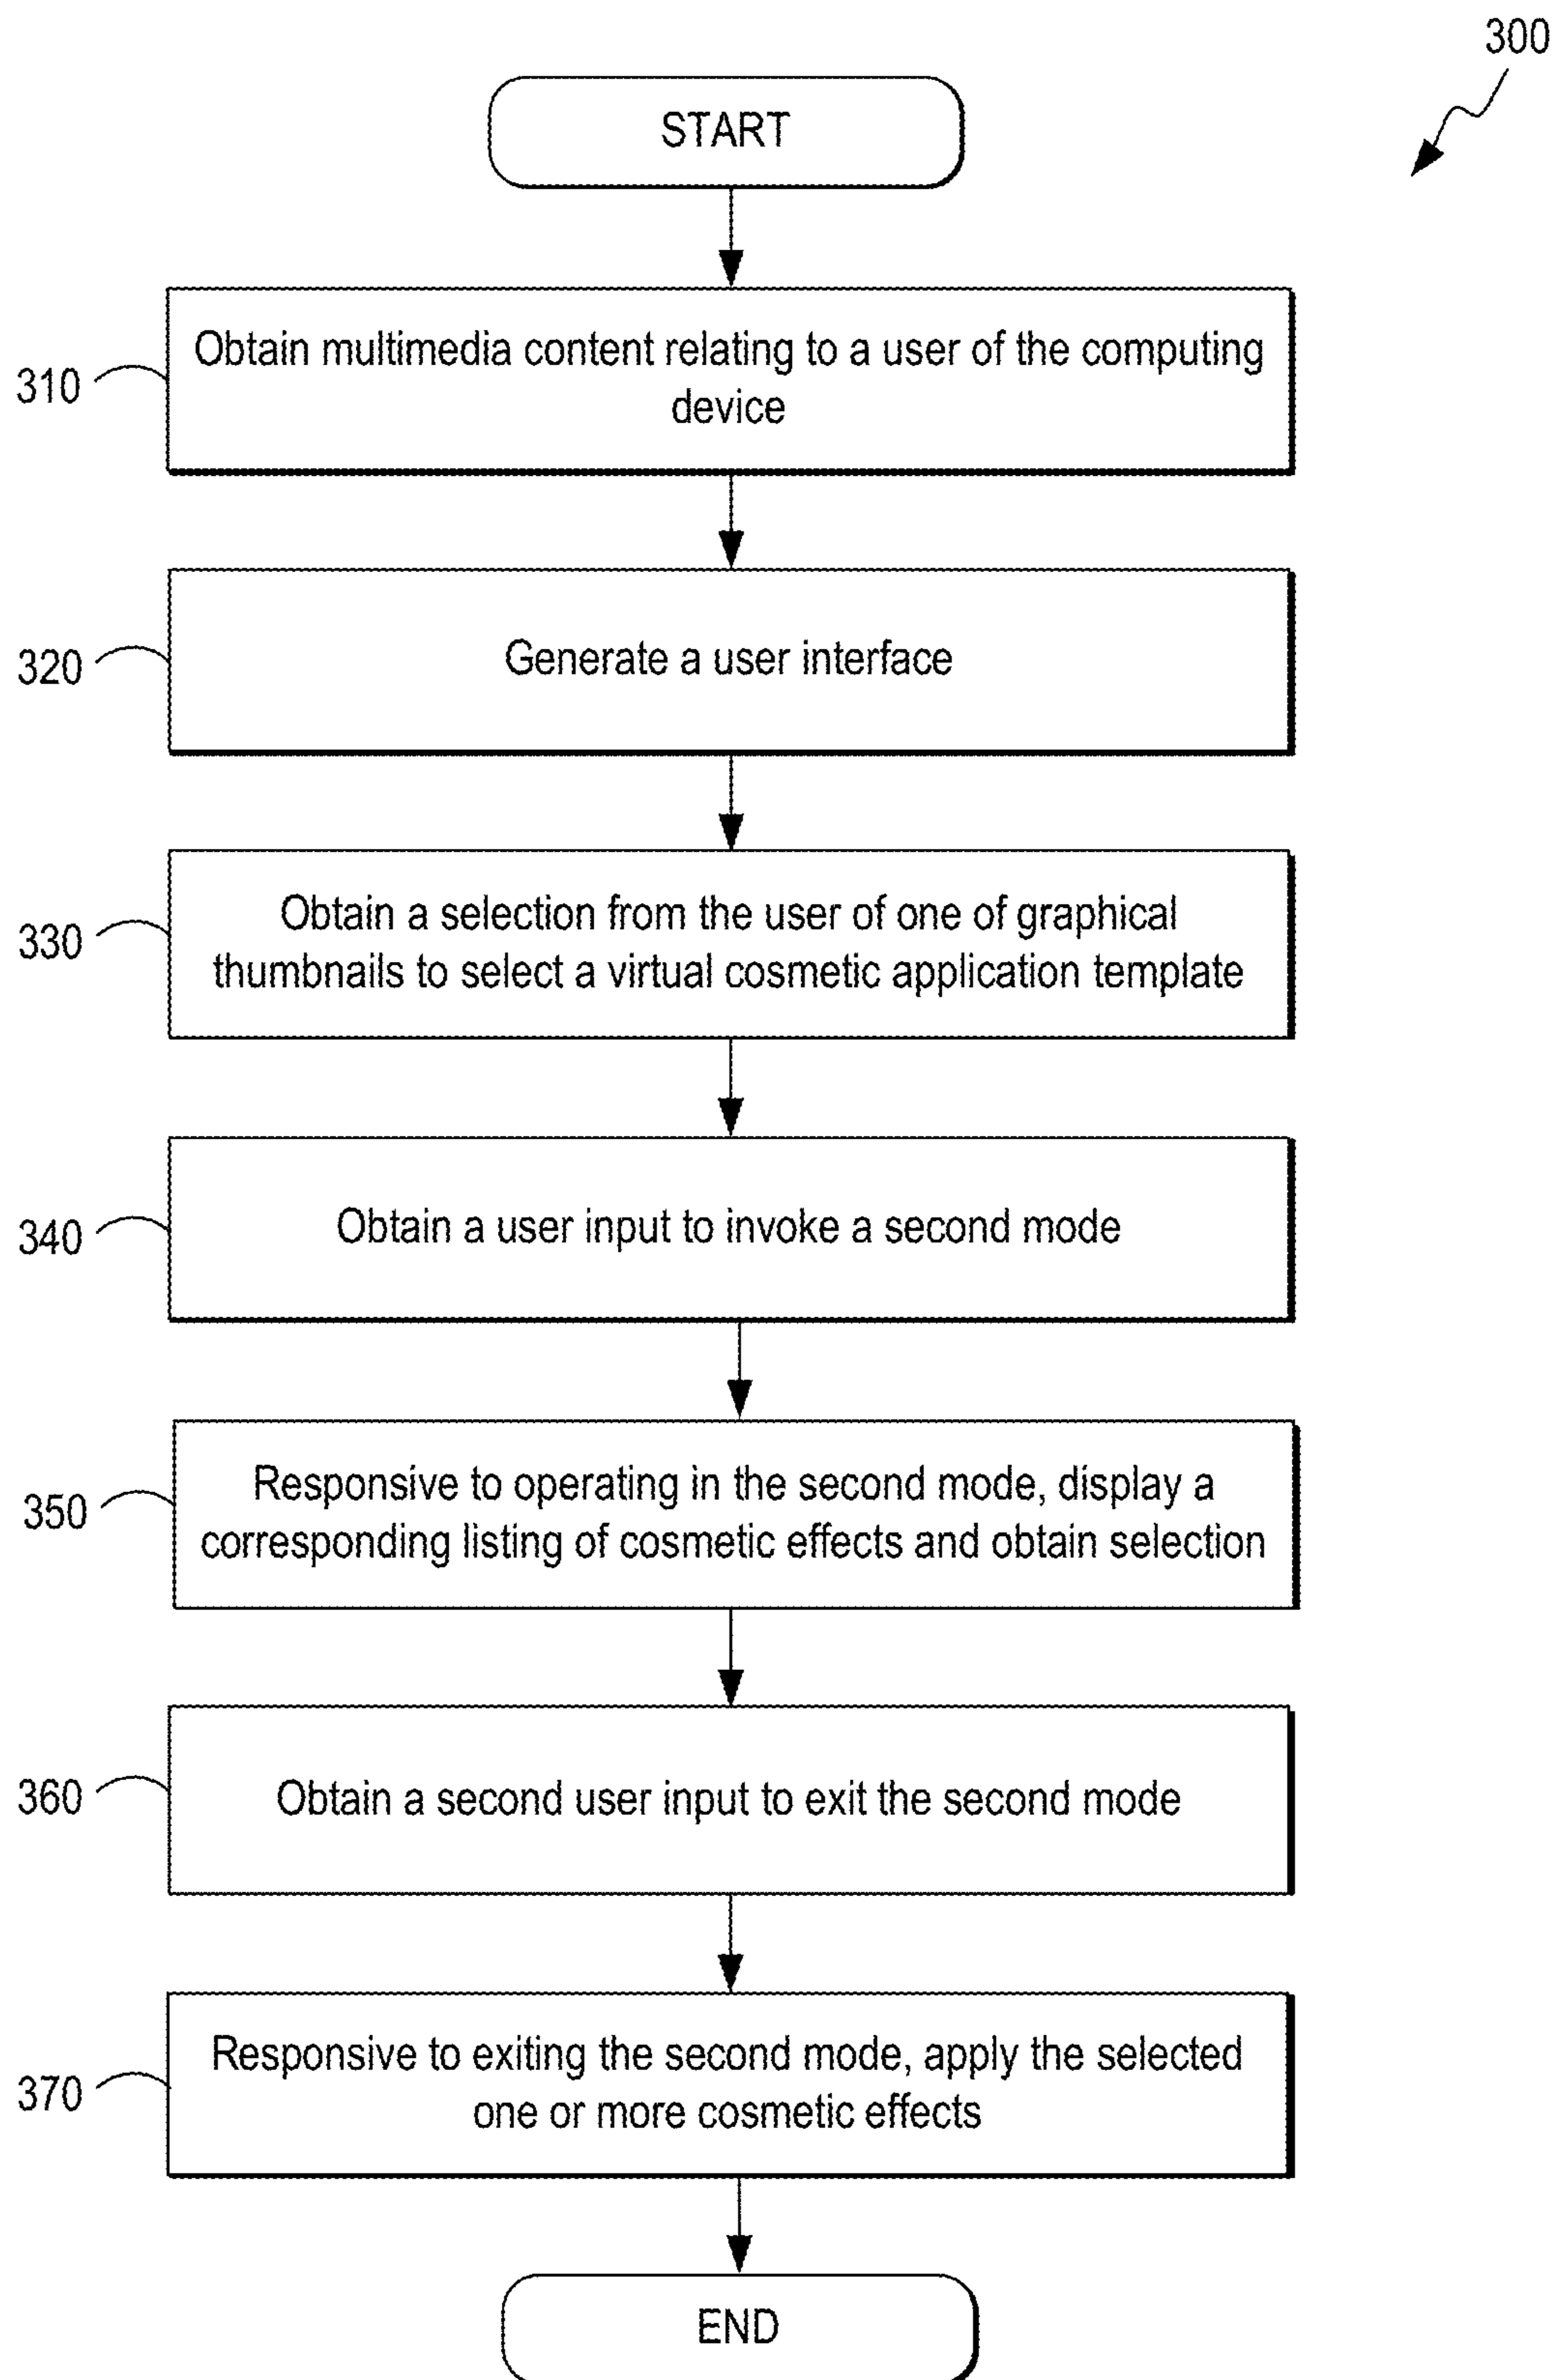 300
START
310
Obtain multimedia content relating to a user of the computing
device
320
Generate a user interface
330
Obtain a selection from the user of one of graphical
thumbnails to select a virtual cosmetic application template
340
Obtain a user input to invoke a second mode
350
Responsive to operating in the second mode, display a
corresponding listing of cosmetic effects and obtain selection
360
Obtain a second user input to exit the second mode
370
Responsive to exiting the second mode, apply the selected
one or more cosmetic effects
END